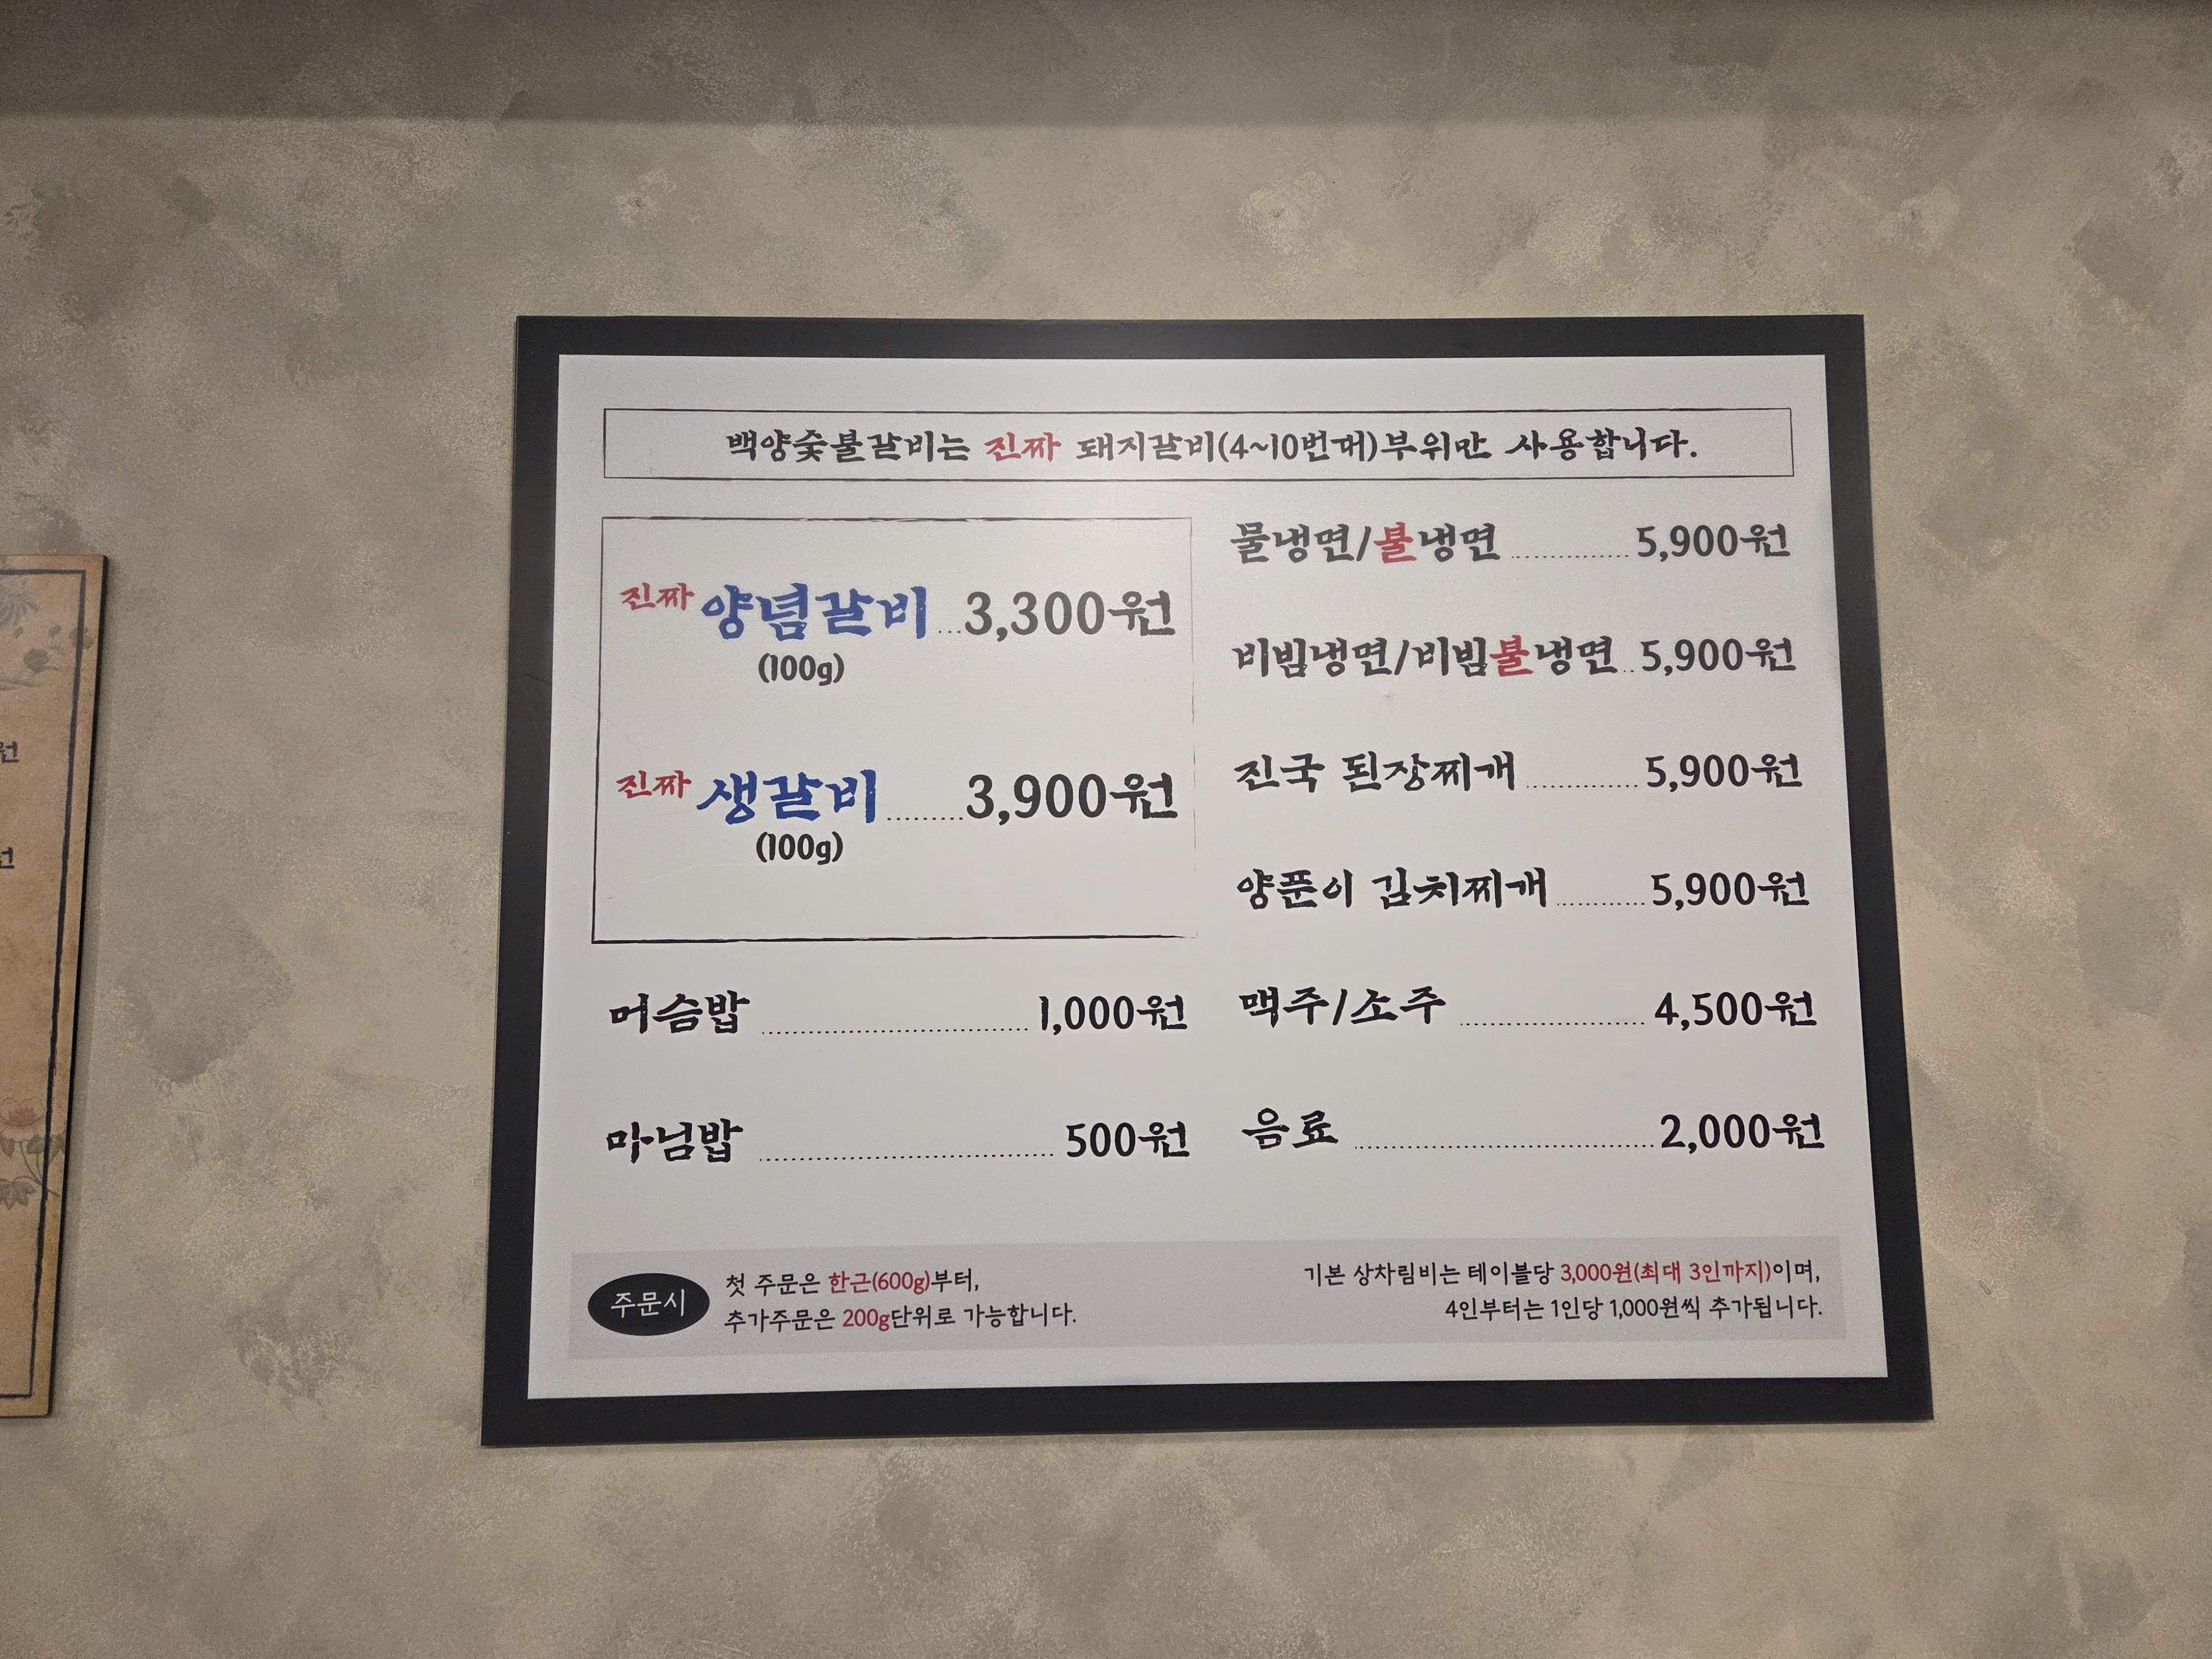 백양숯불갈비는 진짜 돼지갈비(4~10번대)부위만 사용합니다.
진짜 양념갈비 3,300원
(100g)
진짜 생갈비 3,900원
(100g)
머슴밥 1,000원
마님밥 500원
물냉면/불냉면 5,900원
비빔냉면/비빔불냉면 5,900원
진국 된장찌개 5,900원
양푼이 김치찌개 5,900원
맥주/소주 4,500원
음료 2,000원
주문시
첫 주문은 한근(600g)부터,
추가주문은 200g단위로 가능합니다.
기본 상차림비는 테이블당 3,000원(최대 3인까지)이며,
4인부터는 1인당 1,000원씩 추가됩니다.
원
원